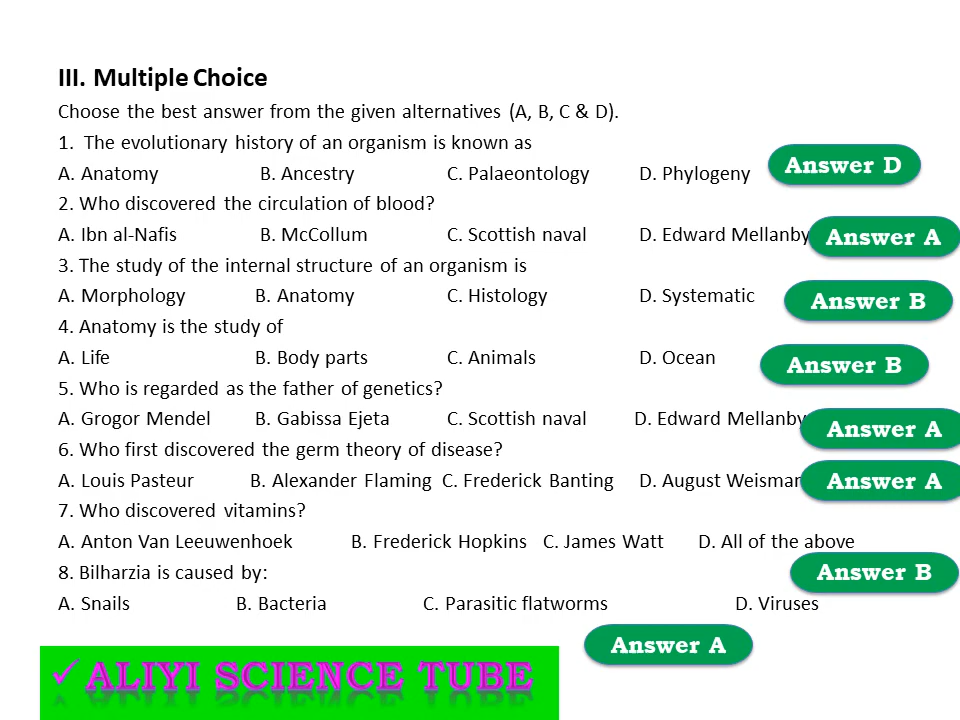 III. Multiple Choice
Choose the best answer from the given alternatives (A, B, C & D).
1. The evolutionary history of an organism is known as
A. Anatomy B. Ancestry C. Palaeontology D. Phylogeny Answer D
2. Who discovered the circulation of blood?
A. Ibn al-Nafis B. McCollum C. Scottish naval D. Edward Mellanby Answer A
3. The study of the internal structure of an organism is
A. Morphology B. Anatomy C. Histology D. Systematic Answer B
4. Anatomy is the study of
A. Life B. Body parts C. Animals D. Ocean Answer B
5. Who is regarded as the father of genetics?
A. Grogor Mendel B. Gabissa Ejeta C. Scottish naval D. Edward Mellanby Answer A
6. Who first discovered the germ theory of disease?
A. Louis Pasteur B. Alexander Flaming C. Frederick Banting D. August Answer A
7. Who discovered vitamins?
A. Anton Van Leeuwenhoek B. Frederick Hopkins C. James Watt D. All of the above
8. Bilharzia is caused by: Answer B
A. Snails B. Bacteria C. Parasitic flatworms D. Viruses
Answer A
✓ ALIYI SCIENCE TUBE